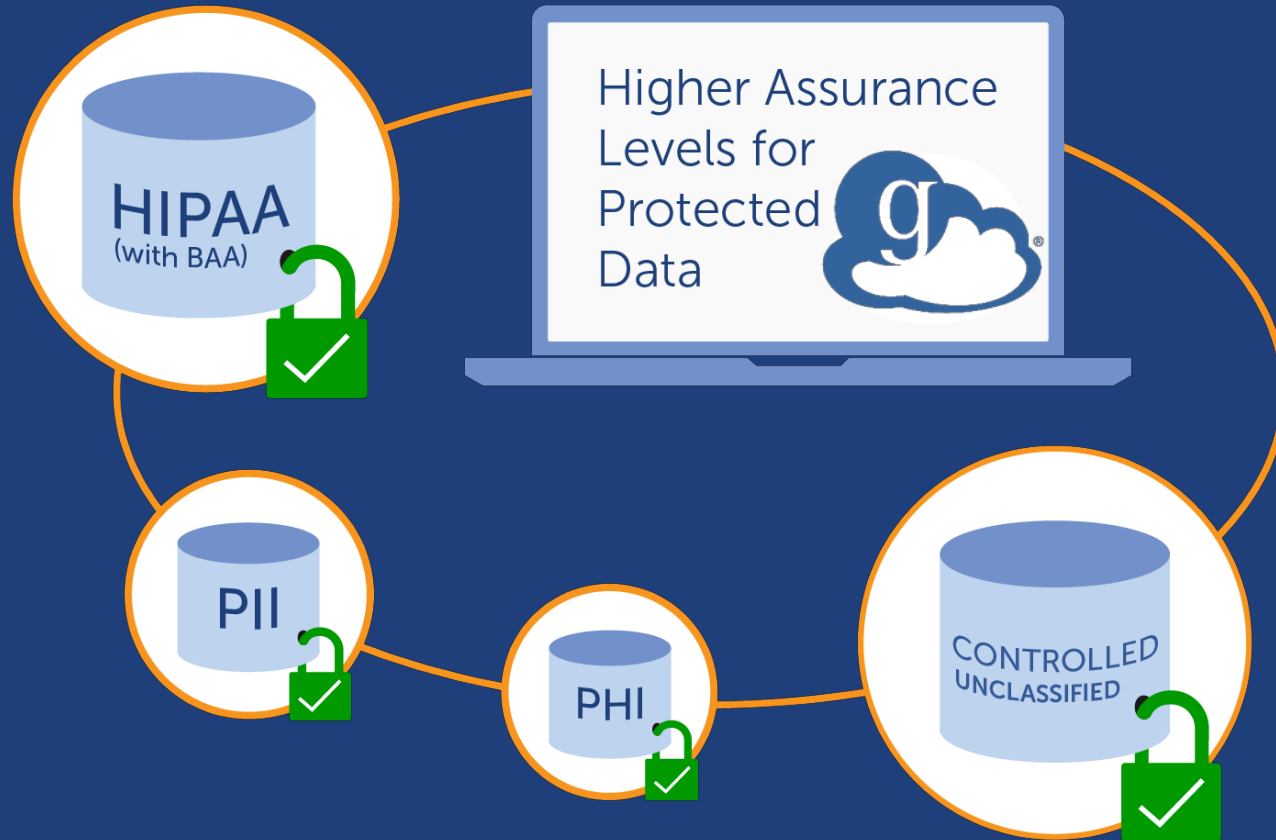 HIPAA
(with BAA)
Higher Assurance
Levels for
Protected
Data
g
®
PII
PHI
CONTROLLED
UNCLASSIFIED